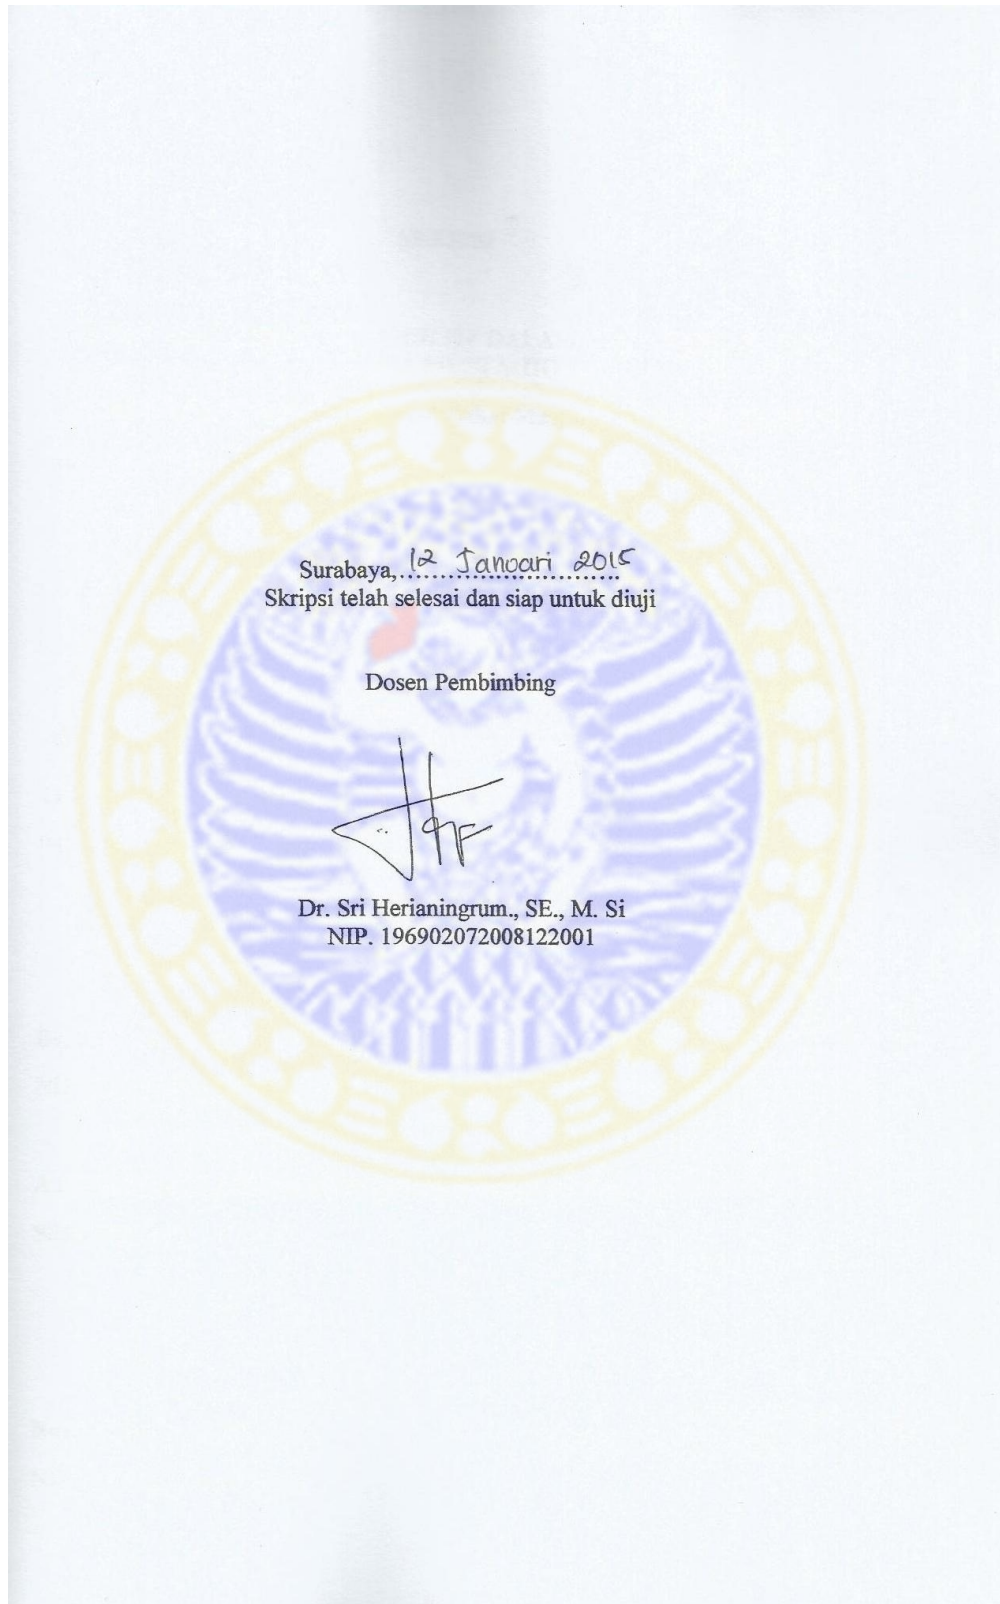 Surabaya, 12 Januari 2015
Skripsi telah selesai dan siap untuk diuji
Dosen Pembimbing
Dr. Sri Herianingrum., SE., M. Si
NIP. 196902072008122001